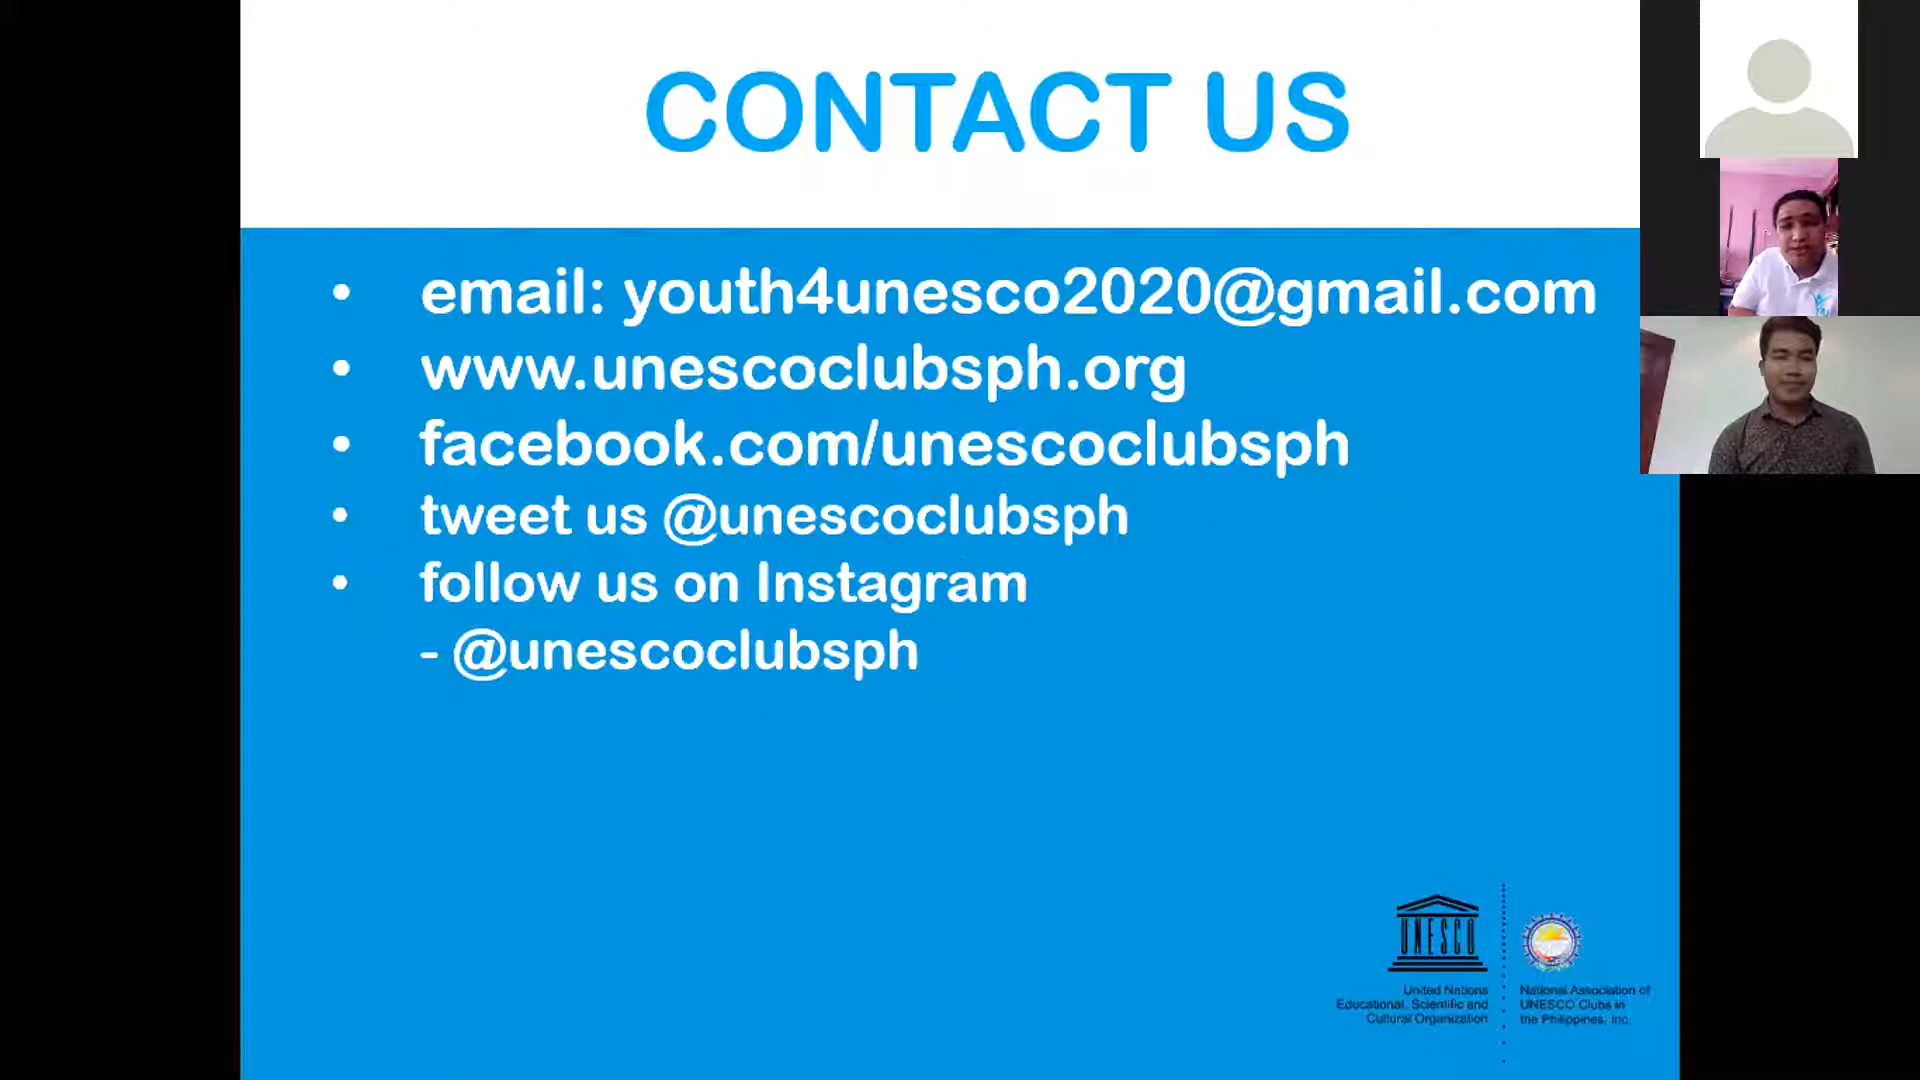 CONTACT US
• email: youth4unesco2020@gmail.com
• www.unescoclubsph.org
• facebook.com/unescoclubsph
• tweet us @unescoclubsph
• follow us on Instagram
- @unescoclubsph
UNESCO
United Nations
Educational, Scientific and
Cultural Organization
National Association of
UNESCO Clubs in
the Philippines, Inc.